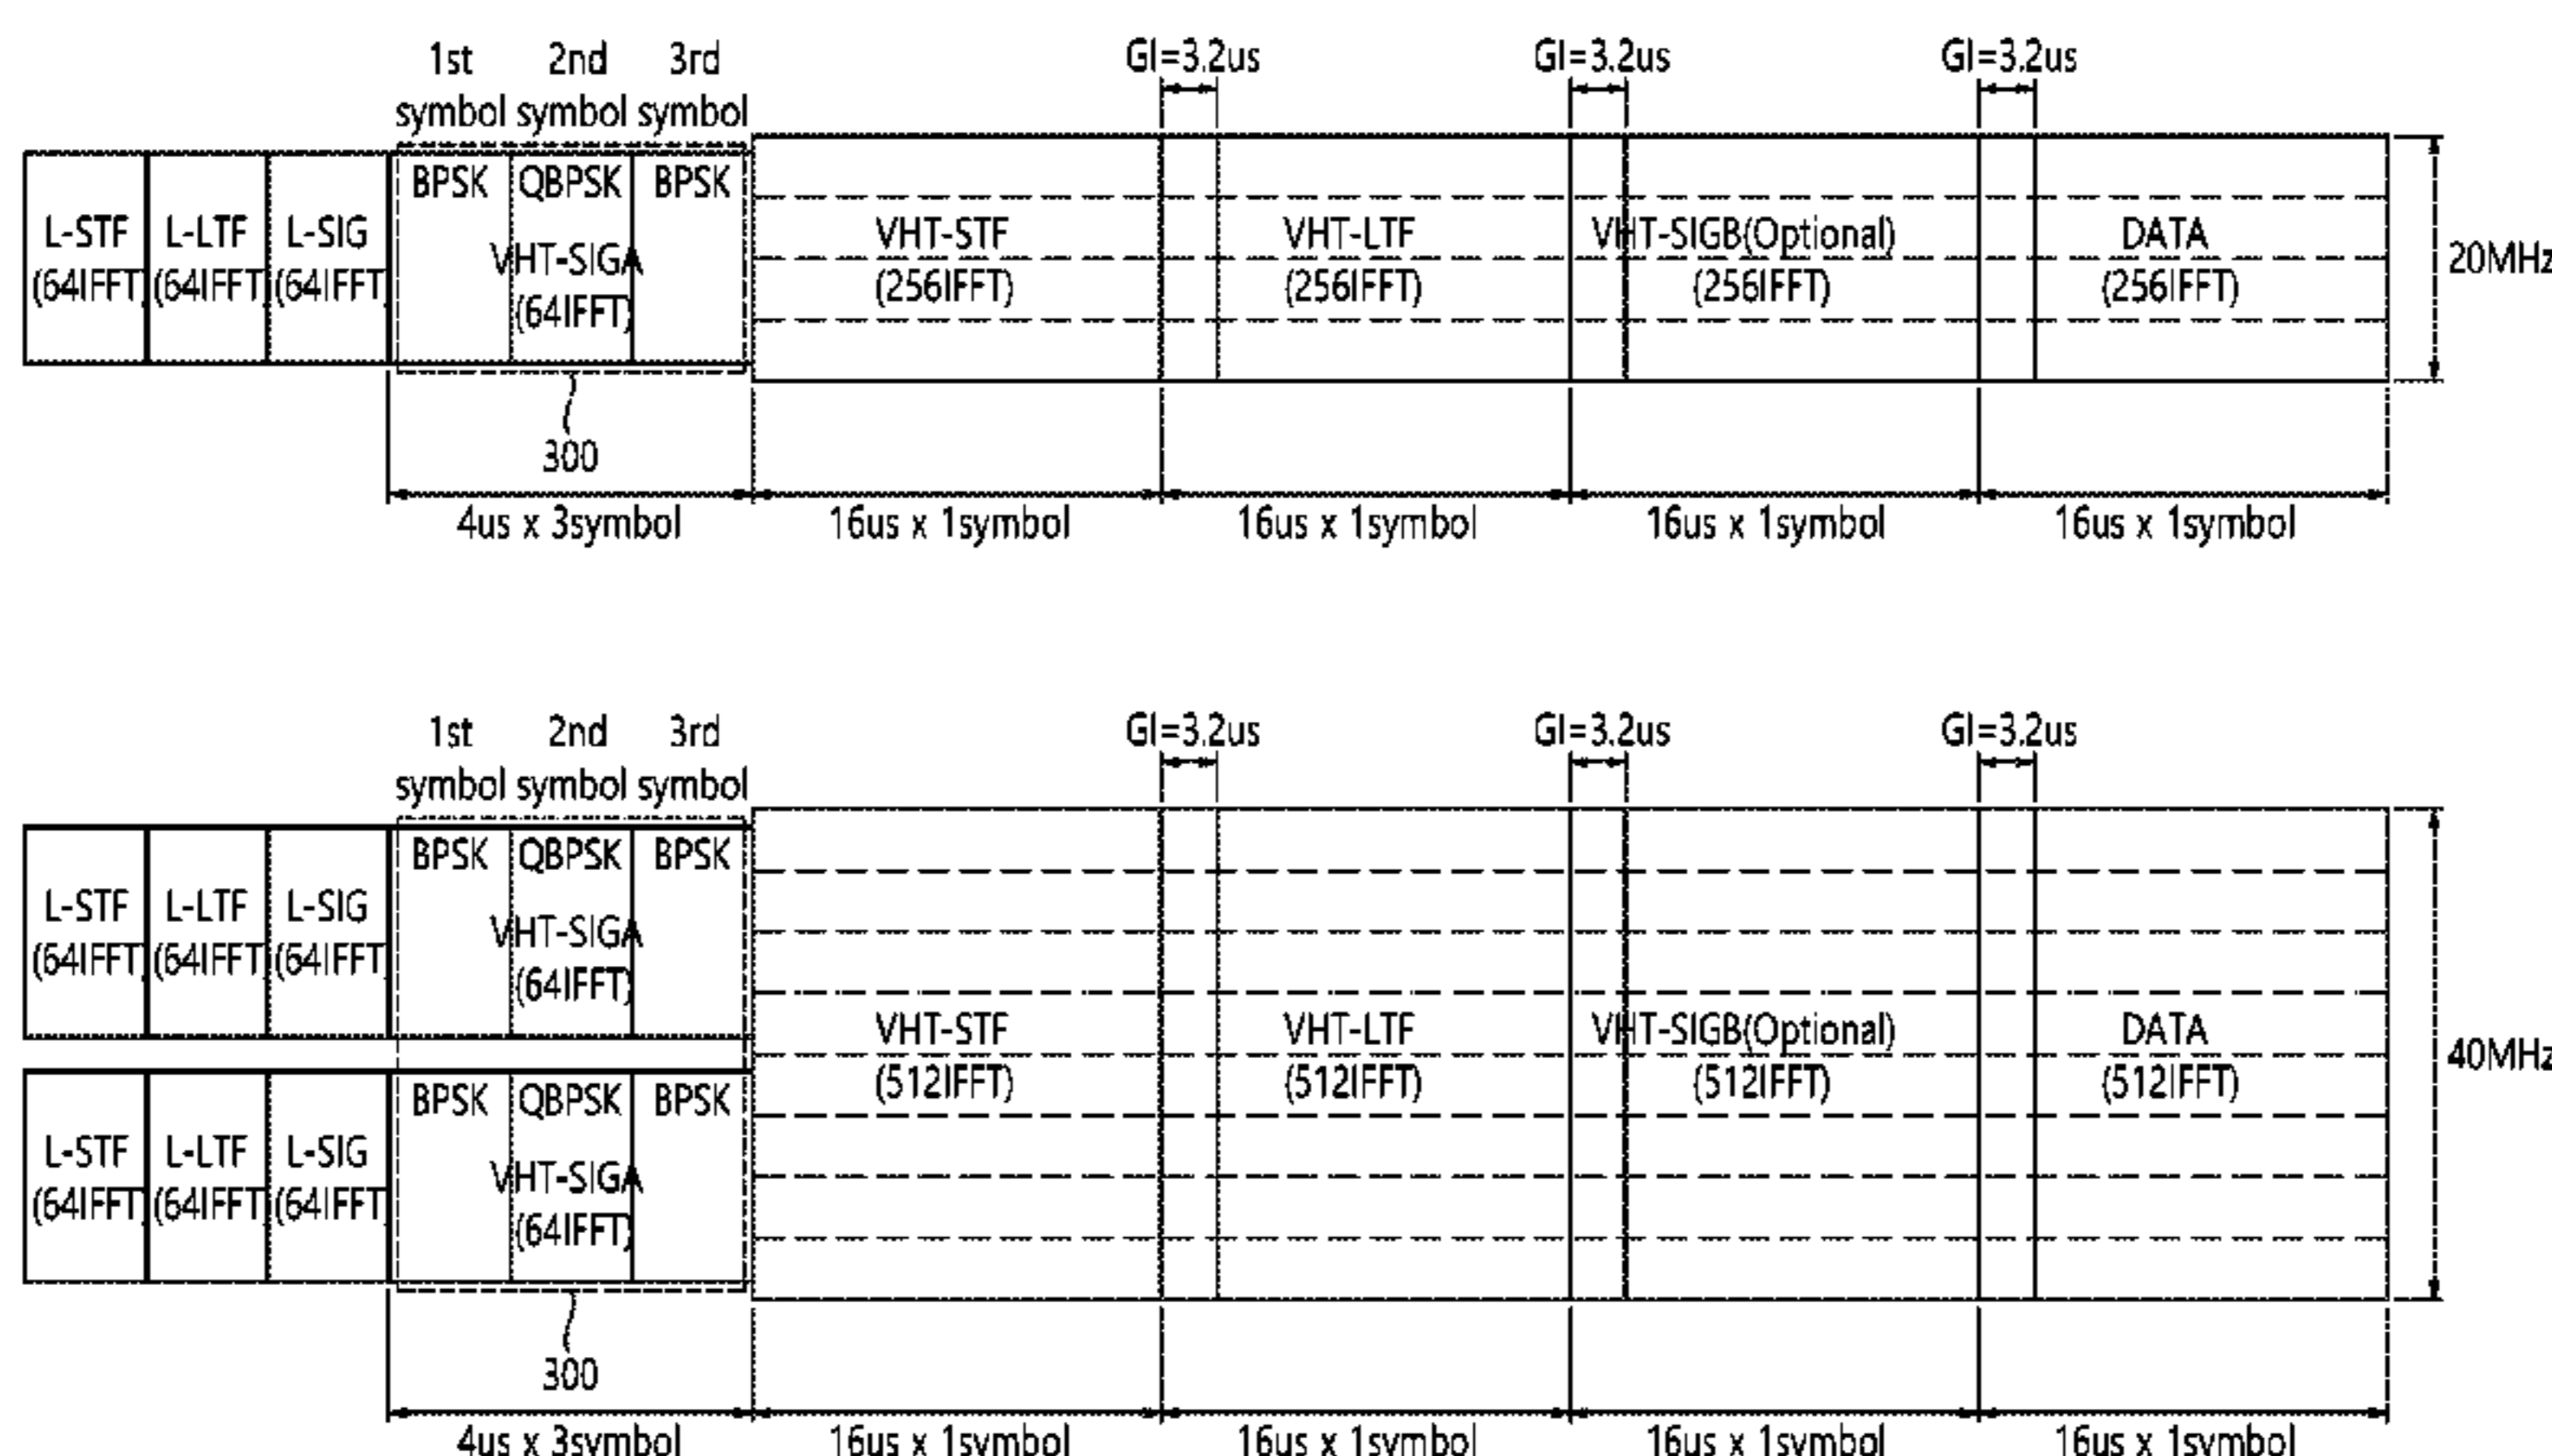 1st 2nd 3rd
symbol symbol symbol
GI=3.2us GI=3.2us GI=3.2us
BPSK QBPSK BPSK
L-STF L-LTF L-SIG VHT-SIGA VHT-STF VHT-LTF VHT-SIGB(Optional) DATA
(64IFFT) (64IFFT) (64IFFT) (64IFFT) (256IFFT) (256IFFT) (256IFFT) (256IFFT)
20MHz
300
4us x 3symbol 16us x 1symbol 16us x 1symbol 16us x 1symbol 16us x 1symbol
1st 2nd 3rd
symbol symbol symbol
GI=3.2us GI=3.2us GI=3.2us
BPSK QBPSK BPSK
L-STF L-LTF L-SIG VHT-SIGA
(64IFFT) (64IFFT) (64IFFT) (64IFFT)
VHT-STF VHT-LTF VHT-SIGB(Optional) DATA
(512IFFT) (512IFFT) (512IFFT) (512IFFT)
40MHz
BPSK QBPSK BPSK
L-STF L-LTF L-SIG VHT-SIGA
(64IFFT) (64IFFT) (64IFFT) (64IFFT)
300
4us x 3symbol 16us x 1symbol 16us x 1symbol 16us x 1symbol 16us x 1symbol